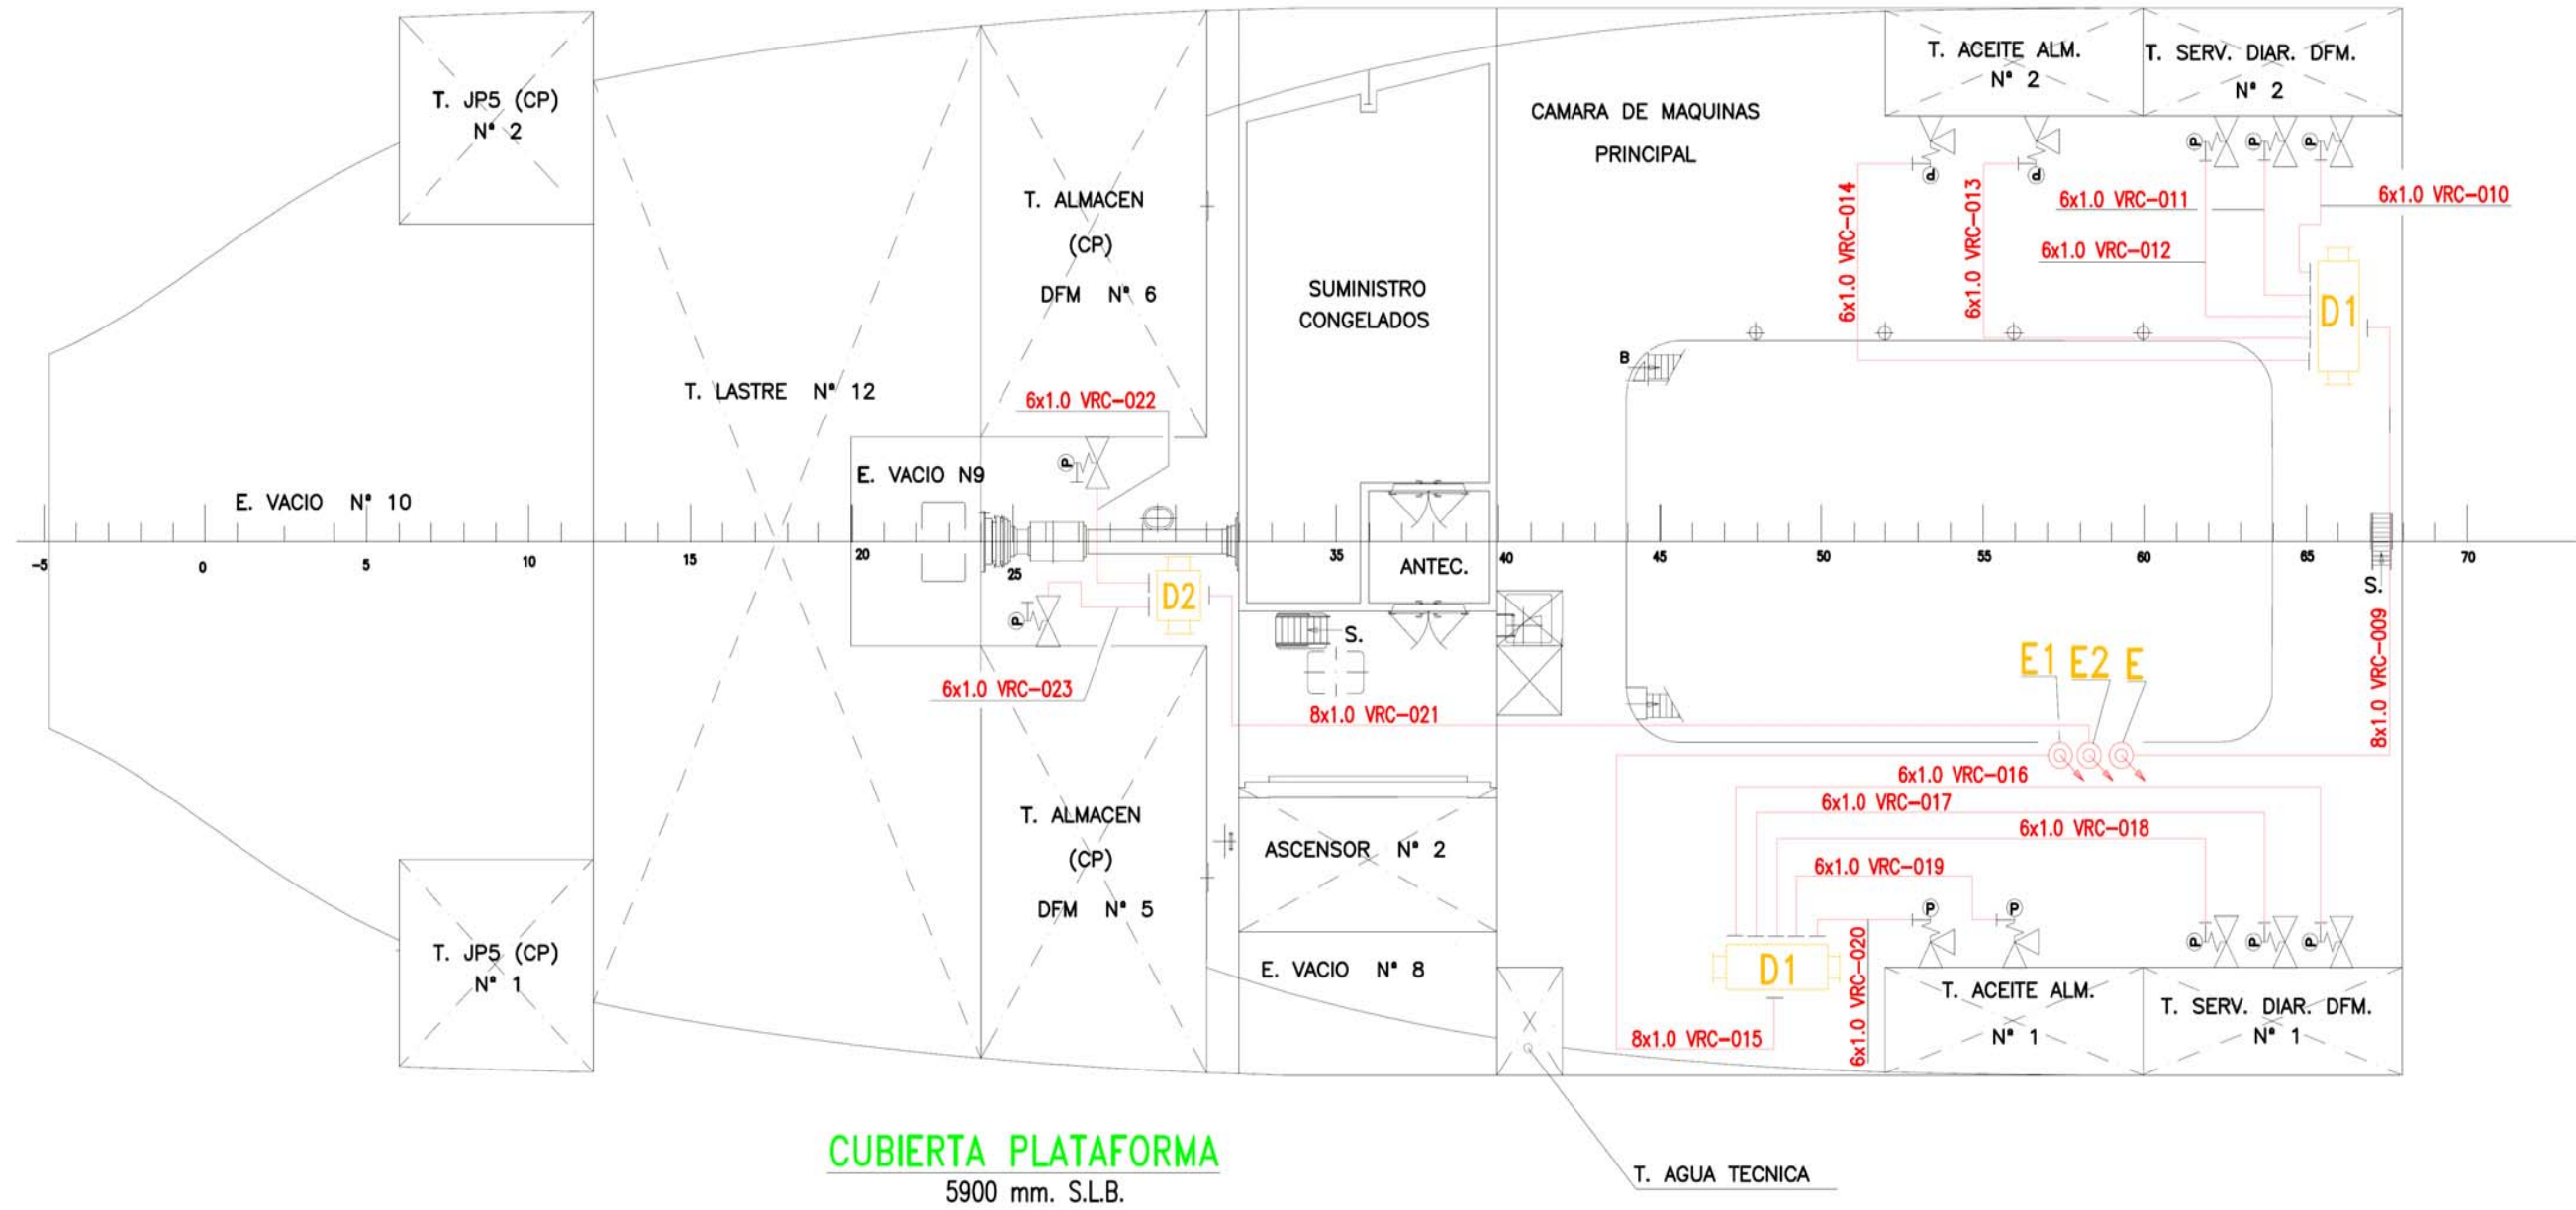 T. JP5 (CP)
Nº 2
T. ALMACEN
(CP)
DFM Nº 6
SUMINISTRO
CONGELADOS
CAMARA DE MAQUINAS
PRINCIPAL
T. ACEITE ALM.
Nº 2
T. SERV. DIAR. DFM.
Nº 2
P
P
P
P
P
6x1.0 VRC-014
6x1.0 VRC-013
6x1.0 VRC-011
6x1.0 VRC-010
6x1.0 VRC-012
D1
B
T. LASTRE Nº 12
6x1.0 VRC-022
E. VACIO N9
P
E. VACIO Nº 10
-5
0
5
10
15
20
25
35
40
45
50
55
60
65
70
ANTEC.
D2
P
S.
S.
6x1.0 VRC-023
8x1.0 VRC-021
8x1.0 VRC-009
E1
E2
E
6x1.0 VRC-016
6x1.0 VRC-017
6x1.0 VRC-018
6x1.0 VRC-019
T. ALMACEN
(CP)
DFM Nº 5
ASCENSOR Nº 2
E. VACIO Nº 8
T. JP5 (CP)
Nº 1
P
P
P
P
P
D1
6x1.0 VRC-020
8x1.0 VRC-015
T. ACEITE ALM.
Nº 1
T. SERV. DIAR. DFM.
Nº 1
T. AGUA TECNICA
CUBIERTA PLATAFORMA
5900 mm. S.L.B.